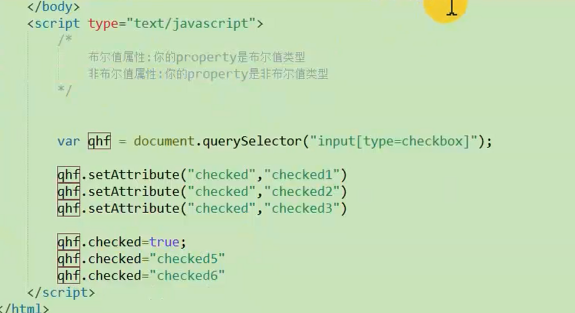 </body>
<script type="text/javascript">
/*
布尔值属性:你的property是布尔值类型
非布尔值属性:你的property是非布尔值类型
*/
var qhf = document.querySelector("input[type=checkbox]");
qhf.setAttribute("checked","checked1")
qhf.setAttribute("checked","checked2")
qhf.setAttribute("checked","checked3")
qhf.checked=true;
qhf.checked="checked5"
qhf.checked="checked6"
</script>
</html>